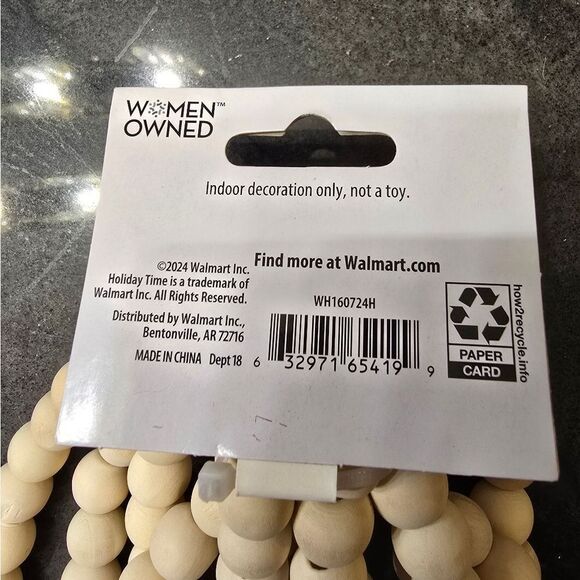 WOMEN™
OWNED
Indoor decoration only, not a toy.
©2024 Walmart Inc.
Holiday Time is a trademark of
Walmart Inc. All Rights Reserved.
Distributed by Walmart Inc.,
Bentonville, AR 72716
MADE IN CHINA Dept 18
Find more at Walmart.com
WH160724H
6 32971 65419 9
PAPER
CARD
how2recycle.info